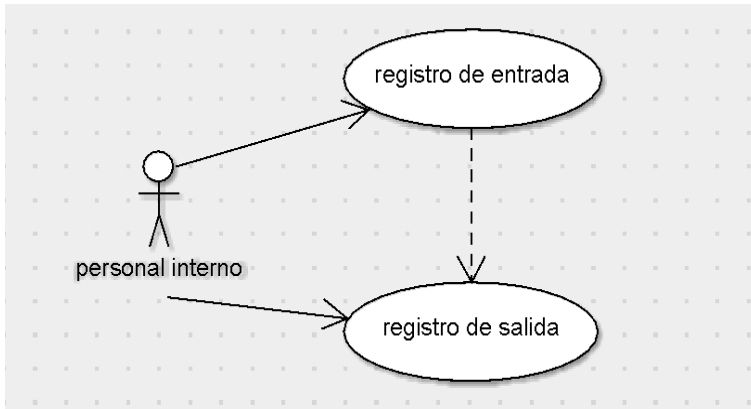 registro de entrada
personal interno
registro de salida